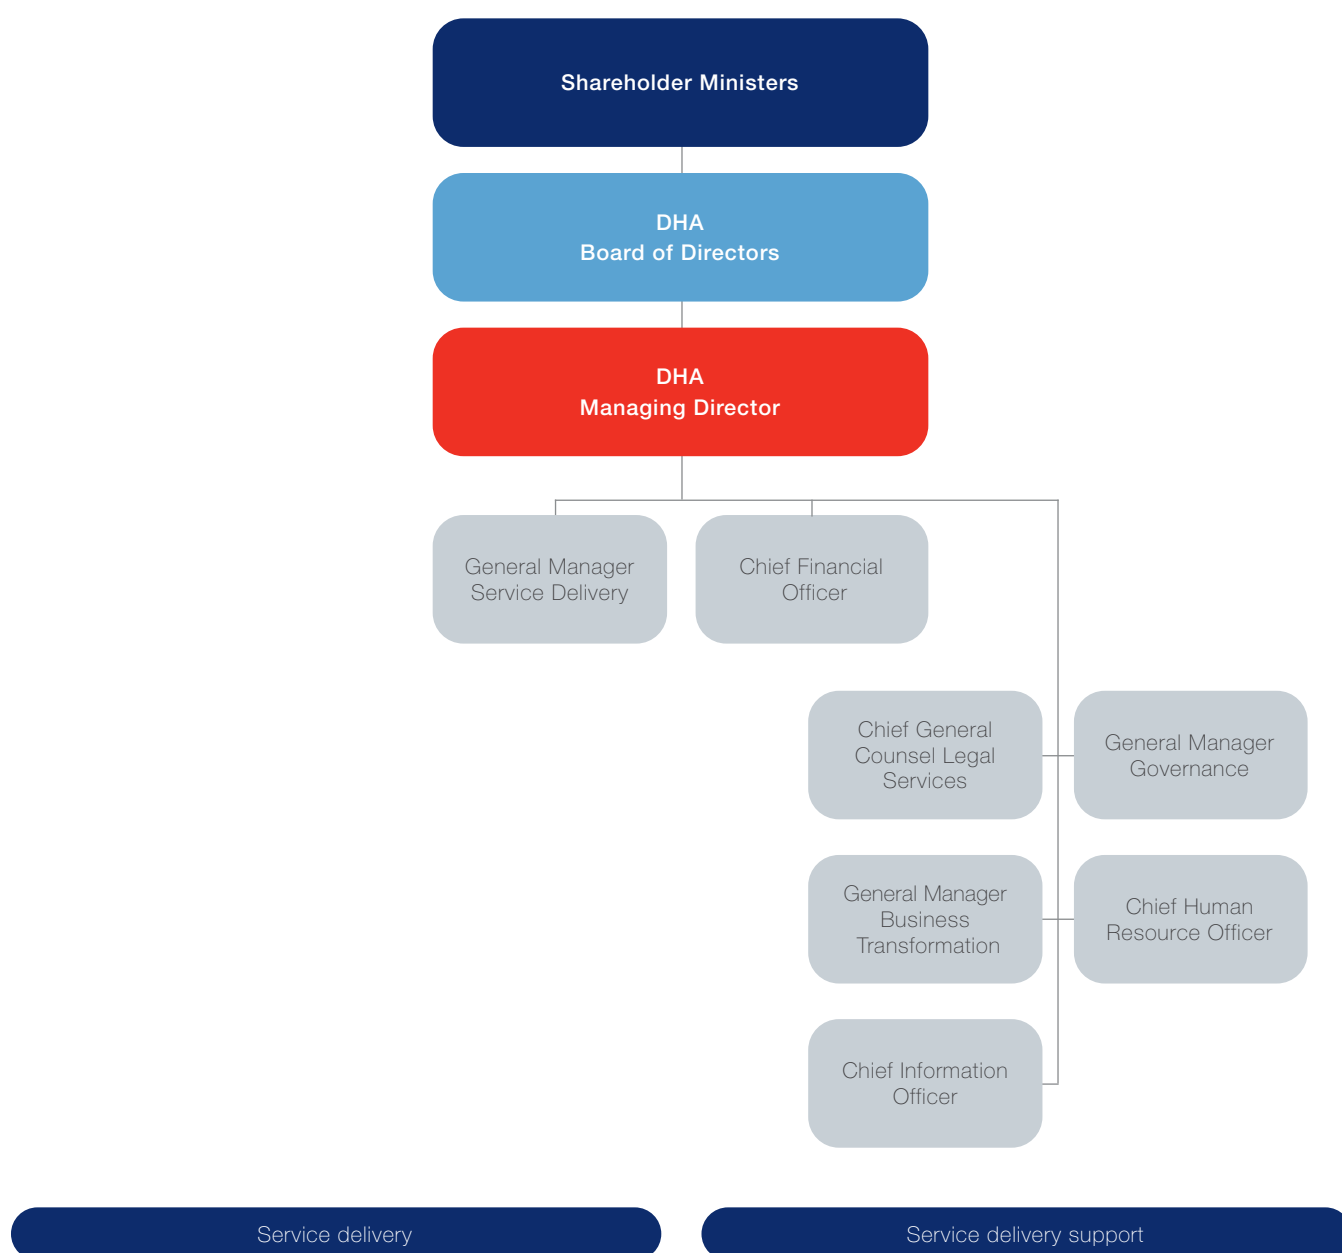 Shareholder Ministers
DHA
Board of Directors
DHA
Managing Director
General Manager
Service Delivery
Chief Financial
Officer
Chief General
Counsel Legal
Services
General Manager
Governance
General Manager
Business
Transformation
Chief Human
Resource Officer
Chief Information
Officer
Service delivery
Service delivery support